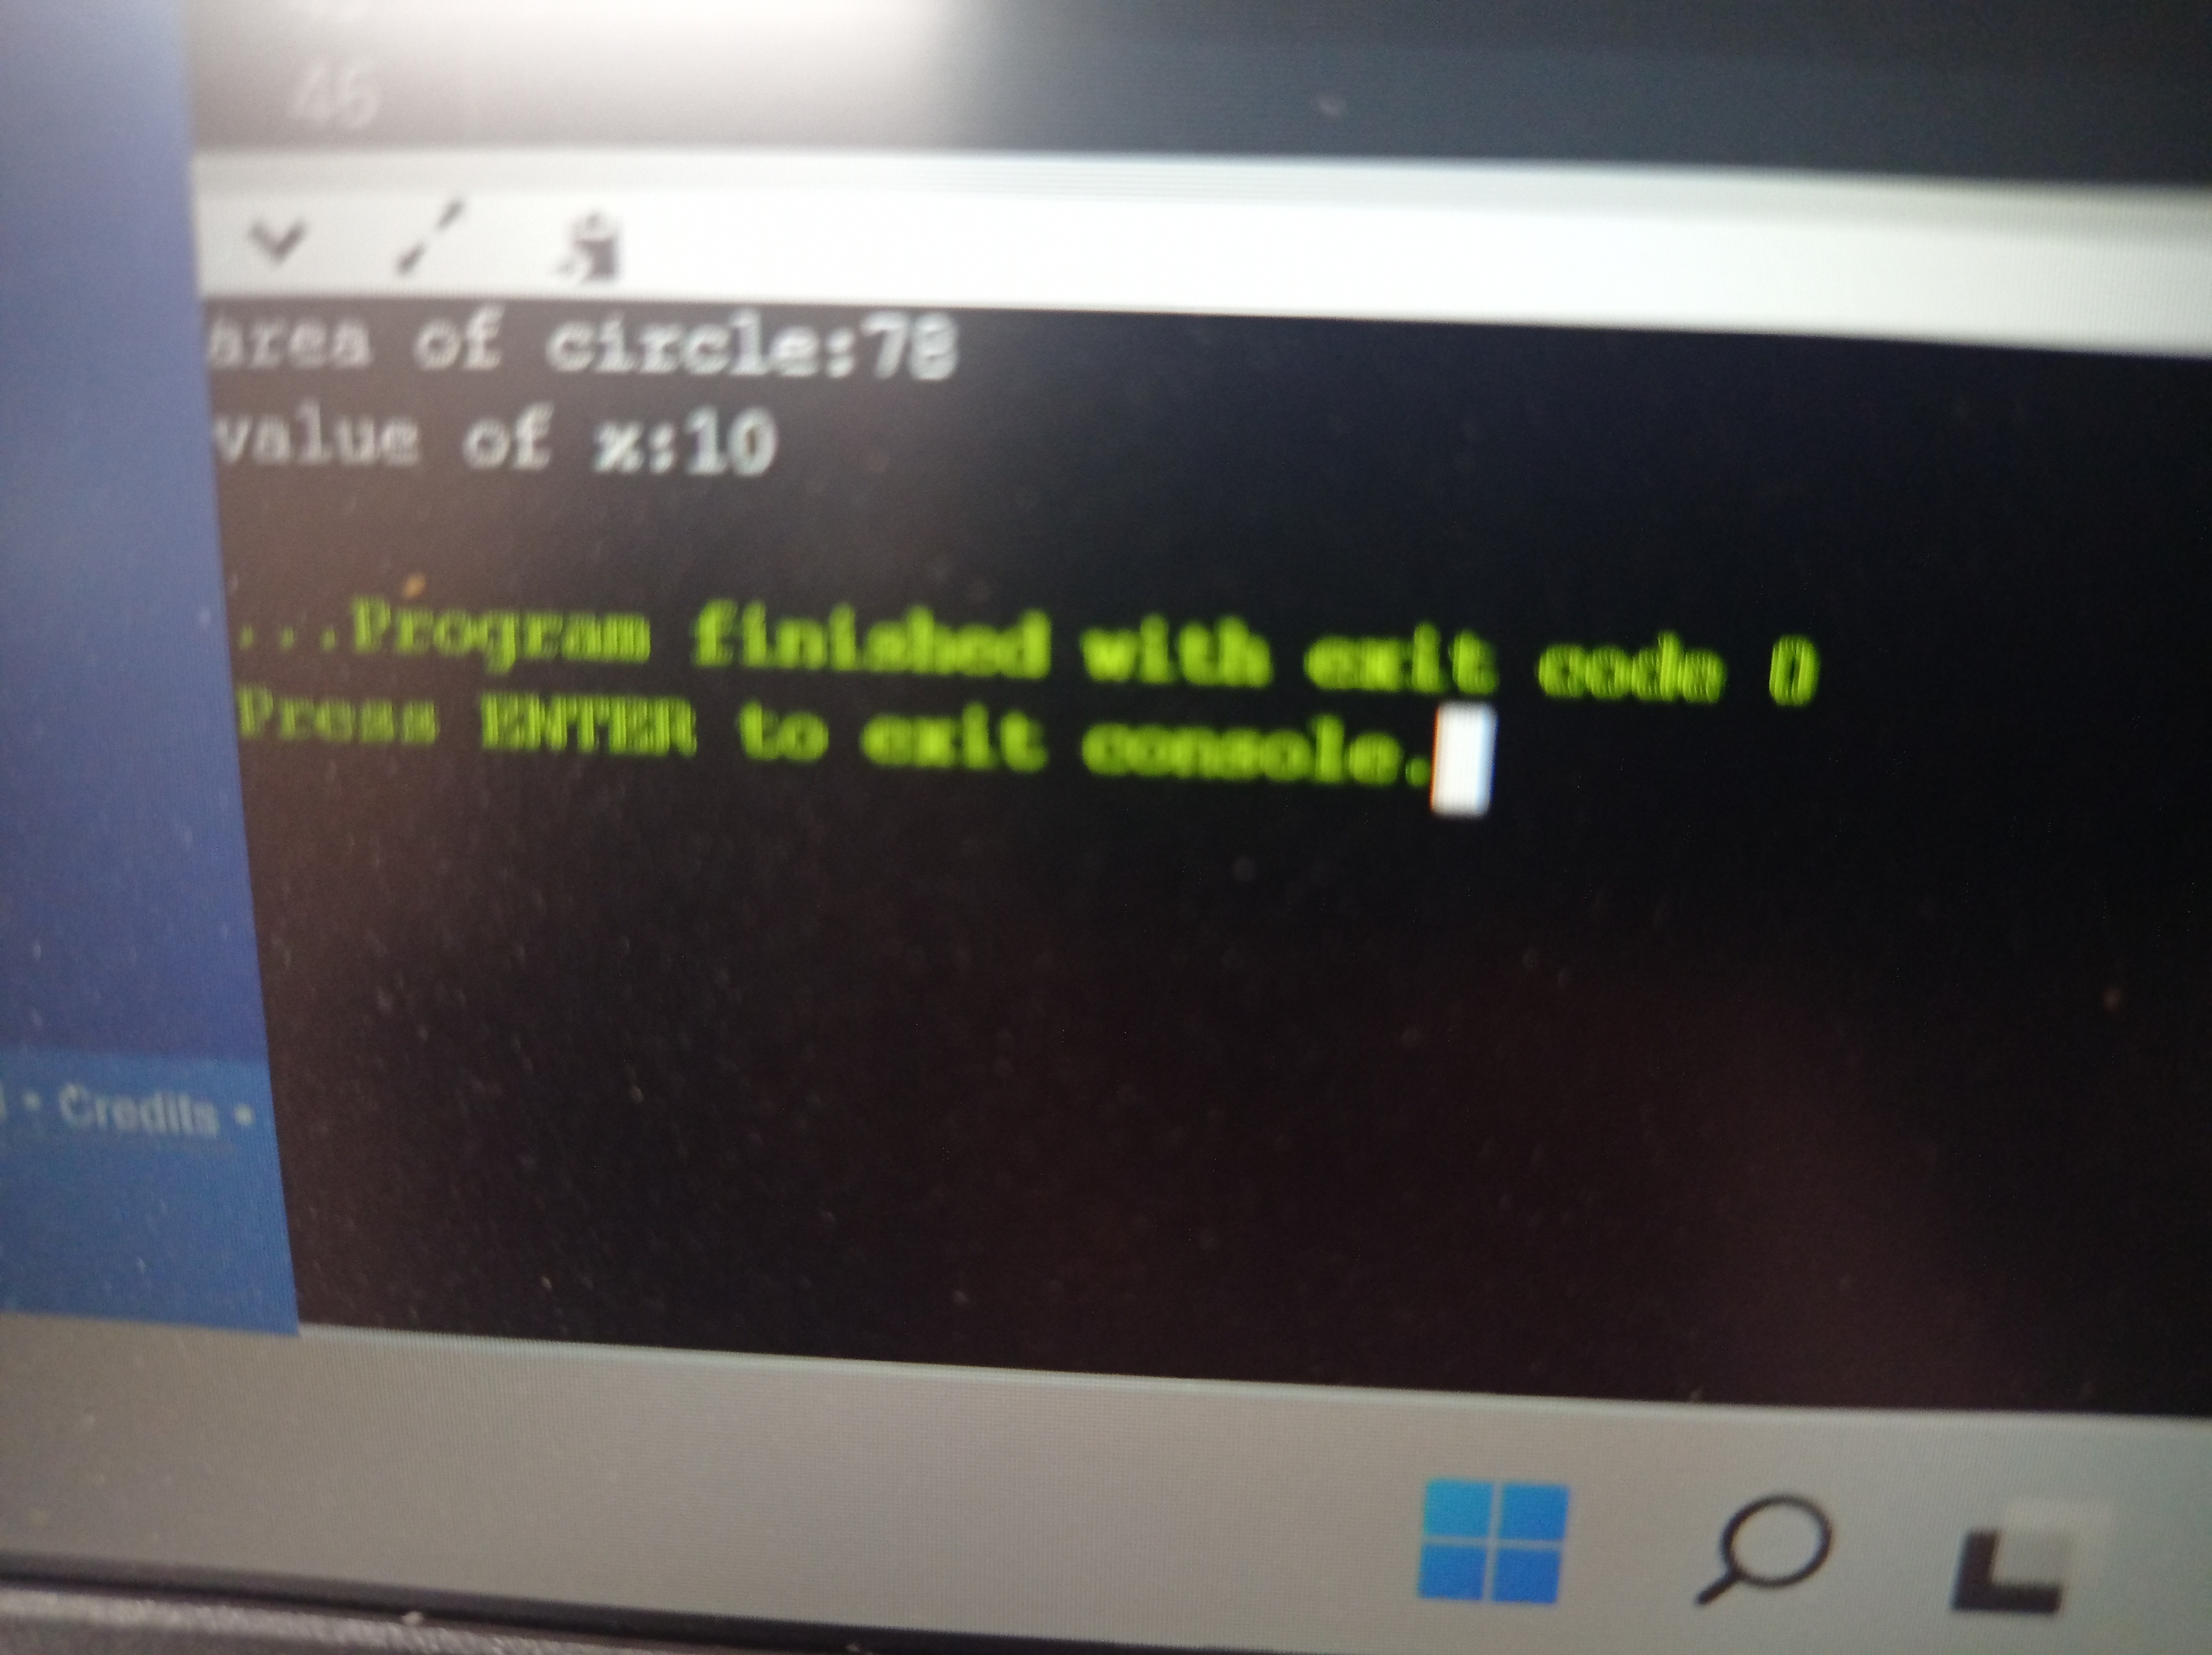 46
area of circle:78
value of x:10
...Program finished with exit code 0
Press ENTER to exit console.
• Credits •